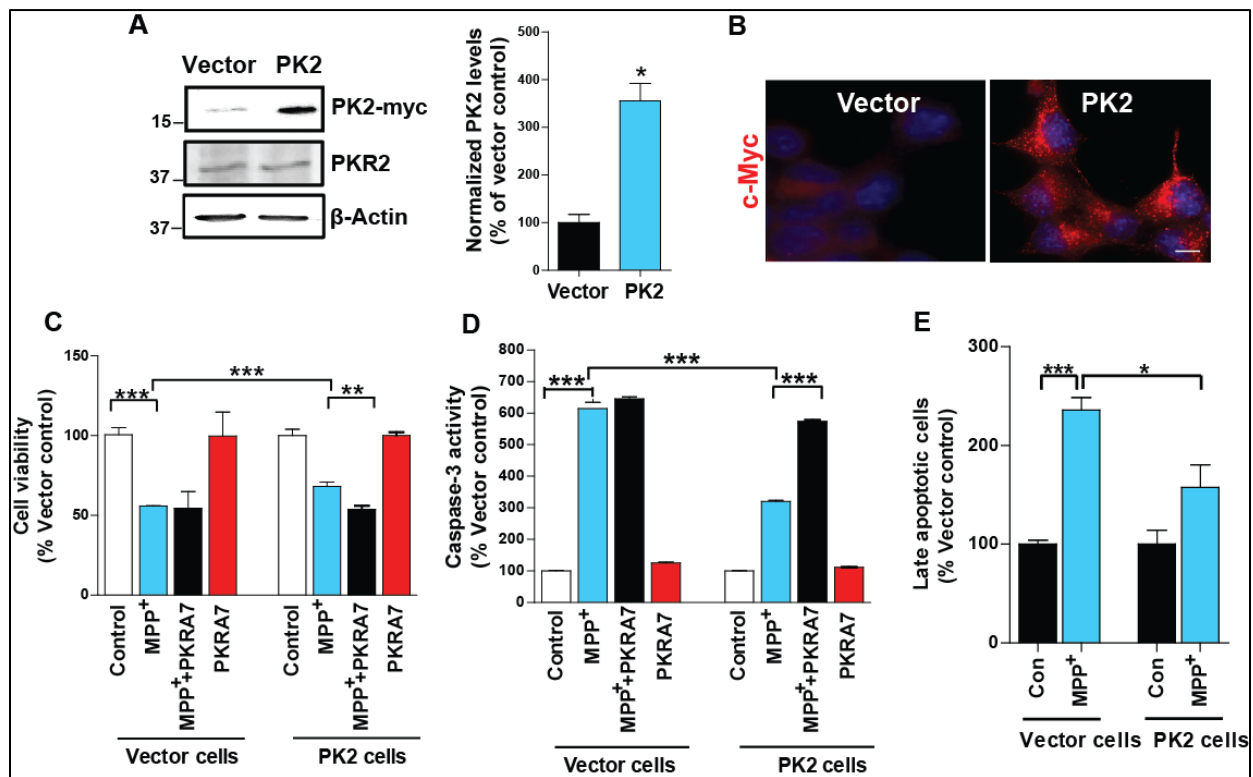 A
Vector PK2
15
PK2-myc
37
PKR2
37
β-Actin
Normalized PK2 levels
(% of vector control)
500
400
300
200
100
0
Vector PK2
*
B
c-Myc
Vector
PK2
C
Cell viability
(% Vector control)
150
100
50
0
***
***
**
Control
MPP+
MPP++PKRA7
PKRA7
Control
MPP+
MPP++PKRA7
PKRA7
Vector cells
PK2 cells
D
Caspase-3 activity
(% Vector control)
800
700
600
500
400
300
200
100
0
***
***
***
Control
MPP+
MPP++PKRA7
PKRA7
Control
MPP+
MPP++PKRA7
PKRA7
Vector cells
PK2 cells
E
Late apoptotic cells
(% Vector control)
300
200
100
0
***
*
Con
MPP+
Con
MPP+
Vector cells PK2 cells